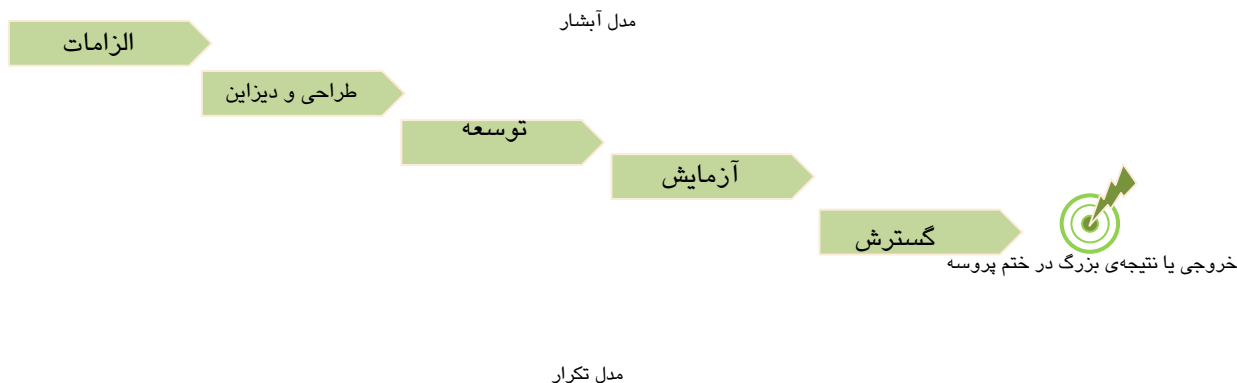 مدل آبشار
الزامات
طراحی و دیزاین
توسعه
آزمایش
گسترش
خروجی یا نتیجه‌ی بزرگ در ختم پروسه
مدل تکرار